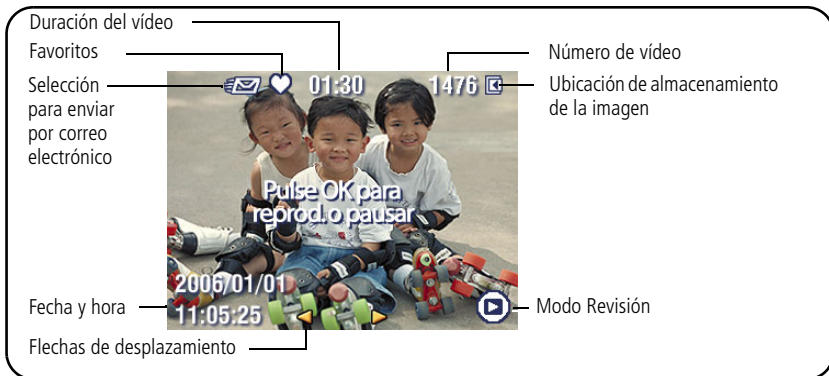 Duración del vídeo
Favoritos
Selección
para enviar
por correo
electrónico
Número de vídeo
Ubicación de almacenamiento
de la imagen
01:30
1476
Pulse OK para
reprod. o pausar
2006/01/01
11:05:25
Fecha y hora
Flechas de desplazamiento
Modo Revisión